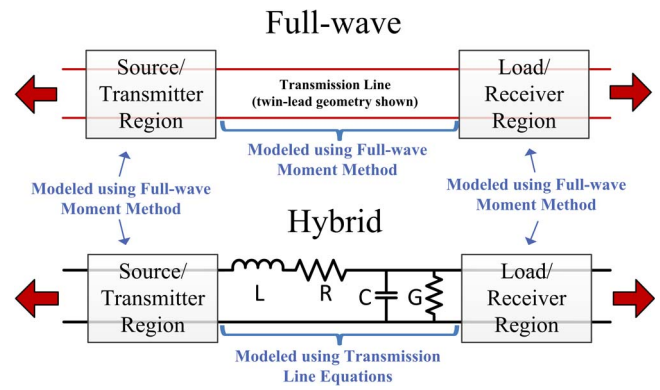 Full-wave
Source/
Transmitter
Region
Transmission Line
(twin-lead geometry shown)
Load/
Receiver
Region
Modeled using Full-wave
Moment Method
Modeled using Full-wave
Moment Method
Modeled using Full-wave
Moment Method
Hybrid
Source/
Transmitter
Region
L
R
C
G
Load/
Receiver
Region
Modeled using Transmission
Line Equations